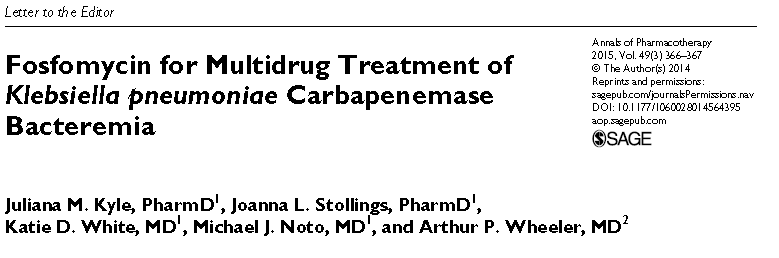 Letter to the Editor
Annals of Pharmacotherapy
2015, Vol. 49(3) 366–367
© The Author(s) 2014
Reprints and permissions:
sagepub.com/journalsPermissions.nav
DOI: 10.1177/1060028014564395
aop.sagepub.com
SAGE
Fosfomycin for Multidrug Treatment of
Klebsiella pneumoniae Carbapenemase
Bacteremia
Juliana M. Kyle, PharmD1, Joanna L. Stollings, PharmD1,
Katie D. White, MD1, Michael J. Noto, MD1, and Arthur P. Wheeler, MD2